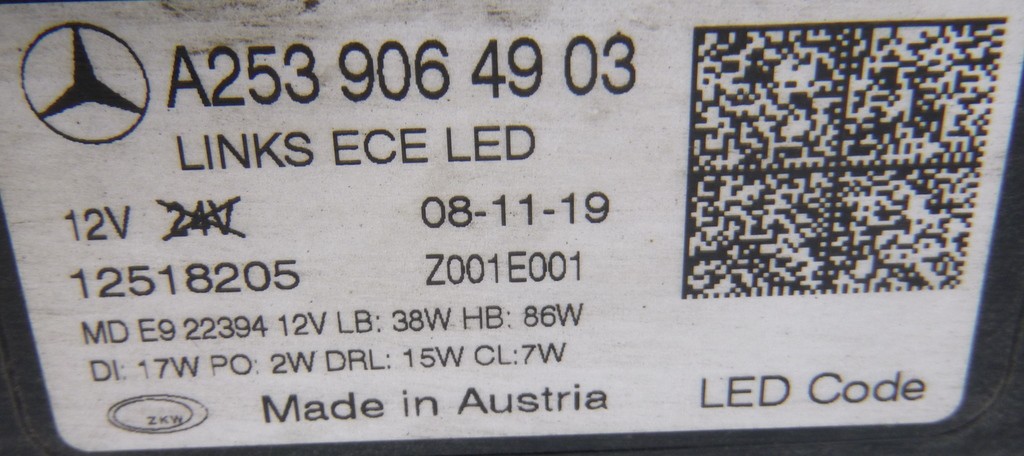 A253 906 49 03
LINKS ECE LED
12V 24V 08-11-19
12518205 Z001E001
MD E9 22394 12V LB: 38W HB: 86W
DI: 17W PO: 2W DRL: 15W CL:7W
ZKW Made in Austria LED Code